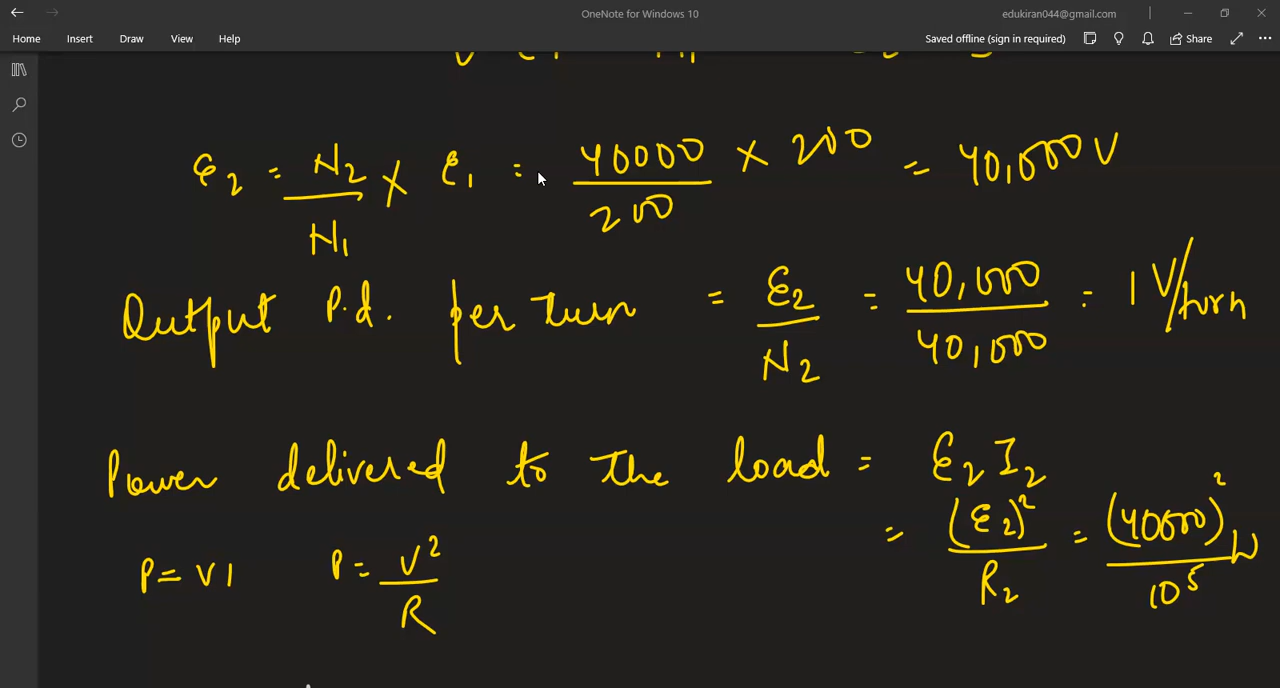 OneNote for Windows 10
edukiran044@gmail.com
Home Insert Draw View Help
Saved offline (sign in required) Share
ε₂ = N₂/N₁ × ε₁ = 40000/200 × 200 = 40,000 V
Output P.d. per turn = ε₂/N₂ = 40,000/40,000 = 1 V/turn
Power delivered to the load = ε₂ I₂
= (ε₂)²/R₂ = (40000)²/10⁵ W
P = VI P = V²/R